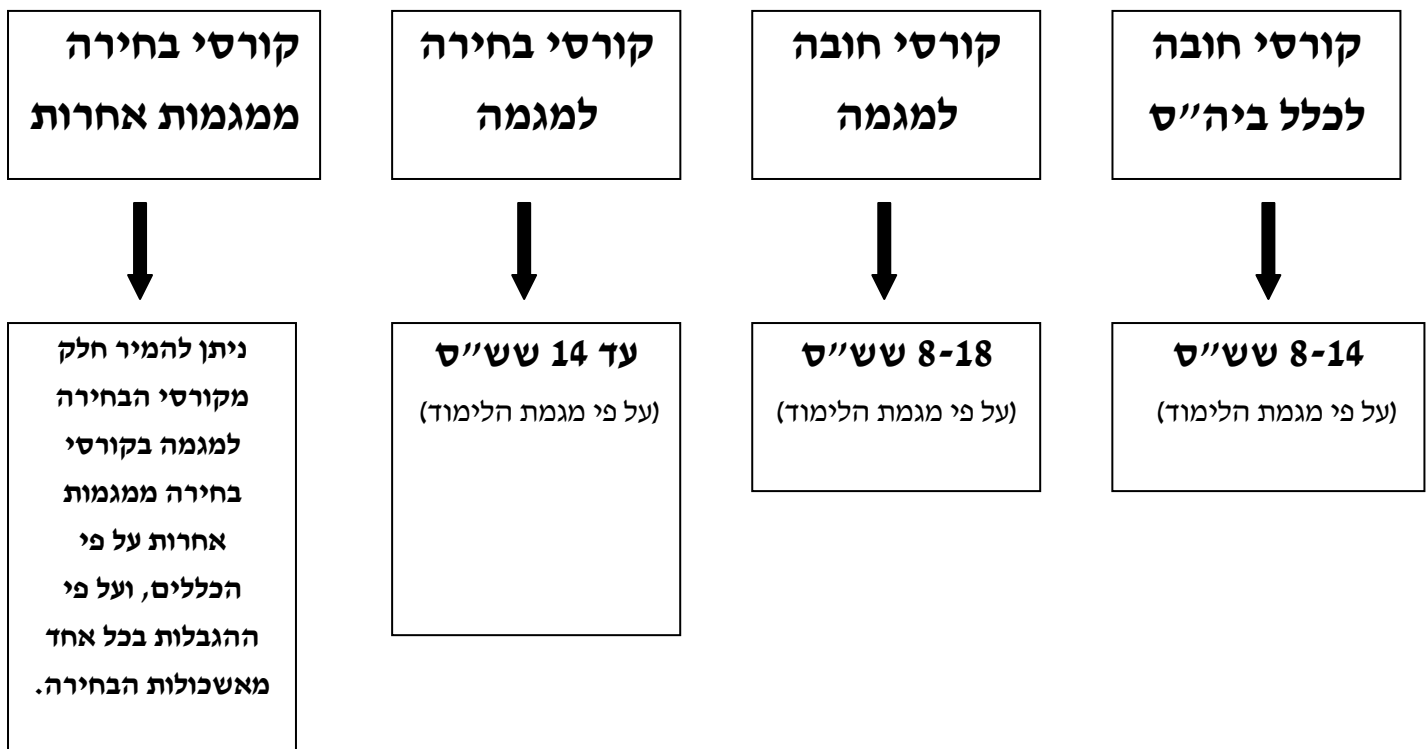 קורסי חובה
לכלל ביה״ס
קורסי חובה
למגמה
קורסי בחירה
למגמה
קורסי בחירה
ממגמות אחרות
8-14 שש״ס
(על פי מגמת הלימוד)
8-18 שש״ס
(על פי מגמת הלימוד)
עד 14 שש״ס
(על פי מגמת הלימוד)
ניתן להמיר חלק
מקורסי הבחירה
למגמה בקורסי
בחירה ממגמות
אחרות על פי
הכללים, ועל פי
ההגבלות בכל אחד
מאשכולות הבחירה.